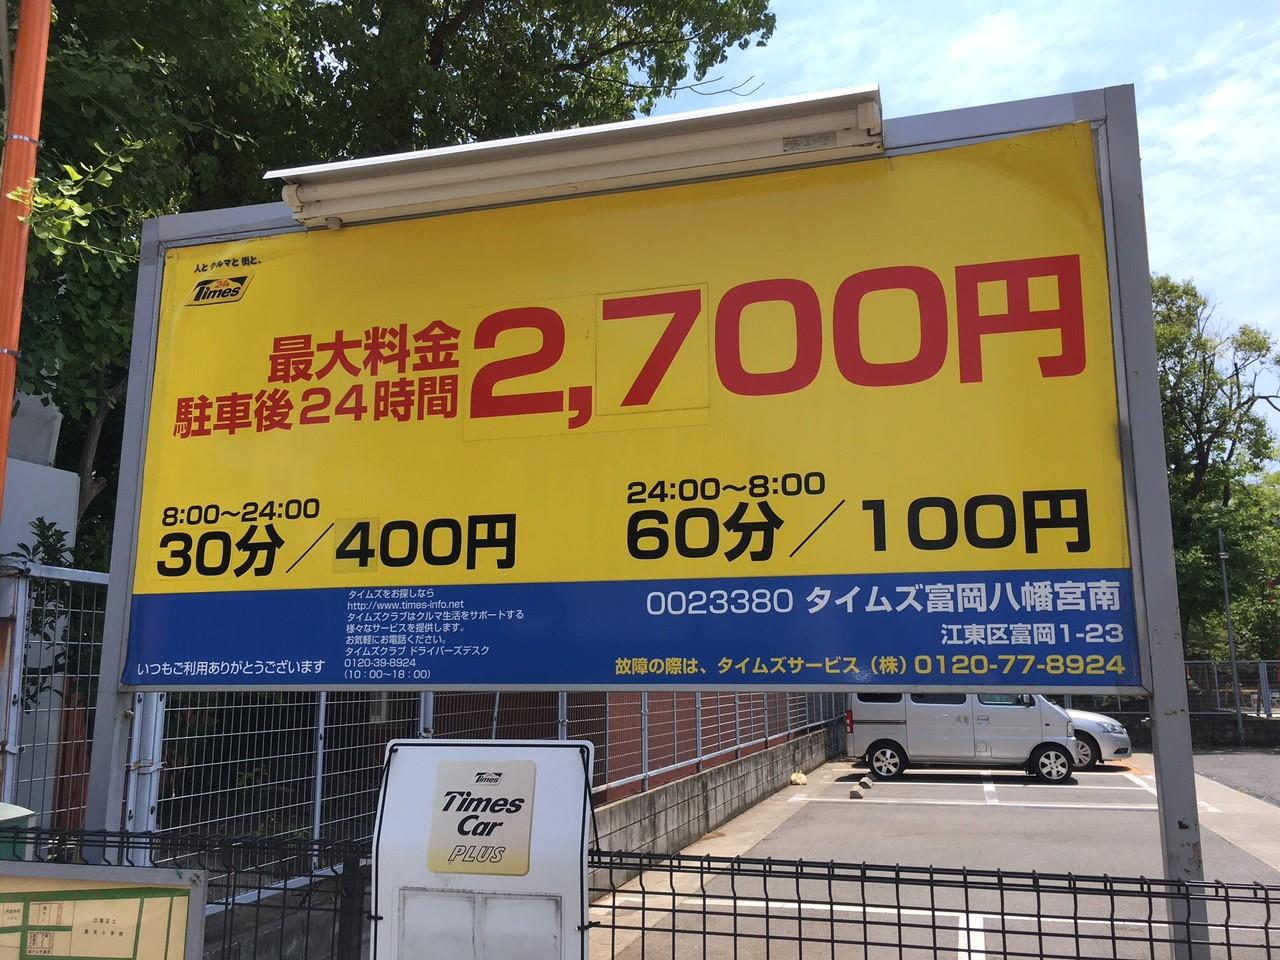 人とクルマと街と、
24h
Times
最大料金
駐車後24時間
2,700円
8:00〜24:00
30分/400円
24:00〜8:00
60分/100円
タイムズをお探しなら
http://www.times-info.net
タイムズクラブはクルマ生活をサポートする
様々なサービスを提供します。
お気軽にお電話ください。
タイムズクラブ ドライバーズデスク
0120-39-8924
(10:00〜18:00)
いつもご利用ありがとうございます
0023380 タイムズ富岡八幡宮南
江東区富岡1-23
故障の際は、タイムズサービス(株)0120-77-8924
Times
Times
Car
PLUS